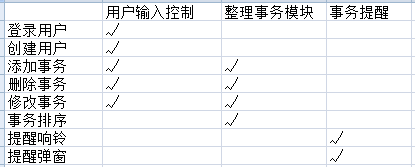 用户输入控制 整理事务模块 事务提醒
登录用户 √
创建用户 √
添加事务 √ √
删除事务 √ √
修改事务 √ √
事务排序 √
提醒响铃 √
提醒弹窗 √